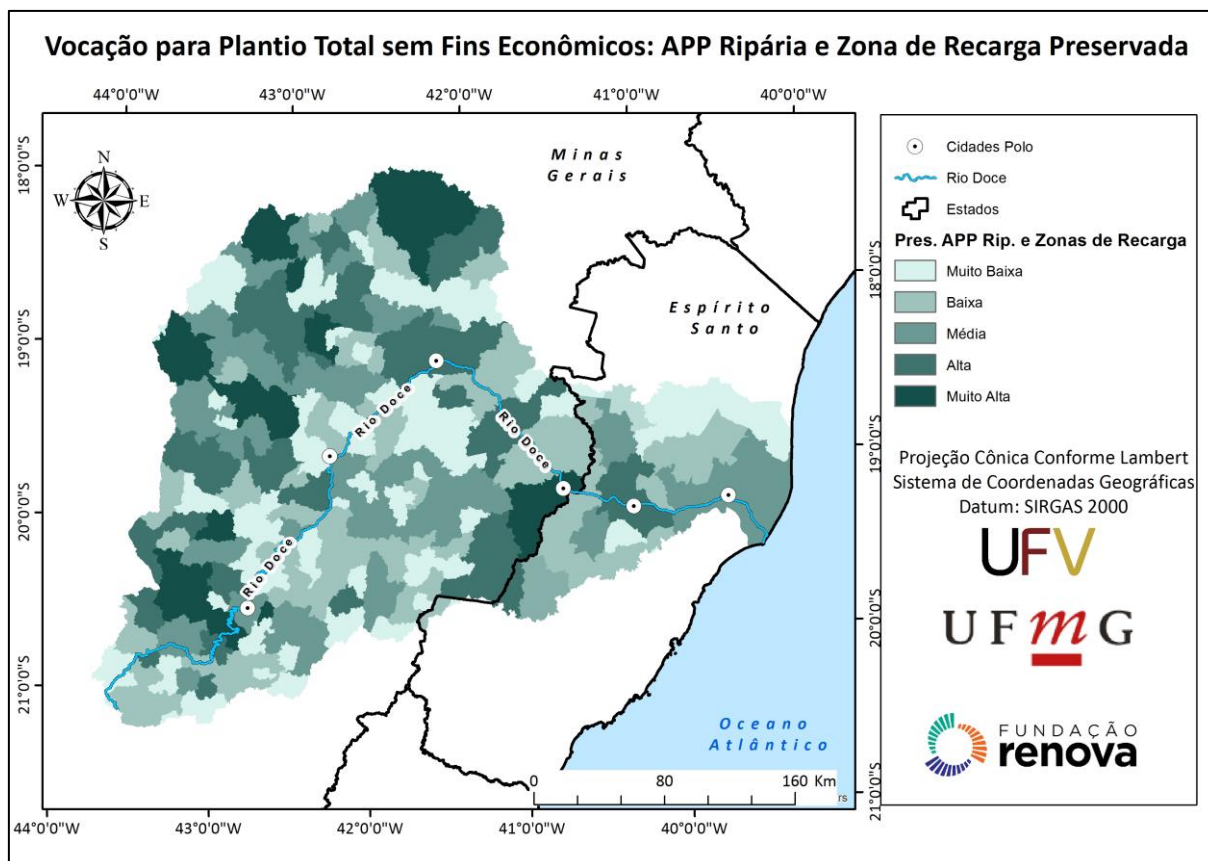 Vocação para Plantio Total sem Fins Econômicos: APP Ripária e Zona de Recarga Preservada
44°0'0"W
43°0'0"W
42°0'0"W
41°0'0"W
40°0'0"W
18°0'0"S
19°0'0"S
20°0'0"S
21°0'0"S
N
W
E
S
Minas
Gerais
Espírito
Santo
Rio Doce
Rio Doce
Rio Doce
Oceano
Atlântico
0
80
160 Km
rs
18°0'0"S
19°0'0"S
20°0'0"S
21°0'0"S
44°0'0"W
43°0'0"W
42°0'0"W
41°0'0"W
40°0'0"W
Cidades Polo
Rio Doce
Estados
Pres. APP Rip. e Zonas de Recarga
Muito Baixa
Baixa
Média
Alta
Muito Alta
Projeção Cônica Conforme Lambert
Sistema de Coordenadas Geográficas
Datum: SIRGAS 2000
UFV
UFmG
FUNDAÇÃO
renova